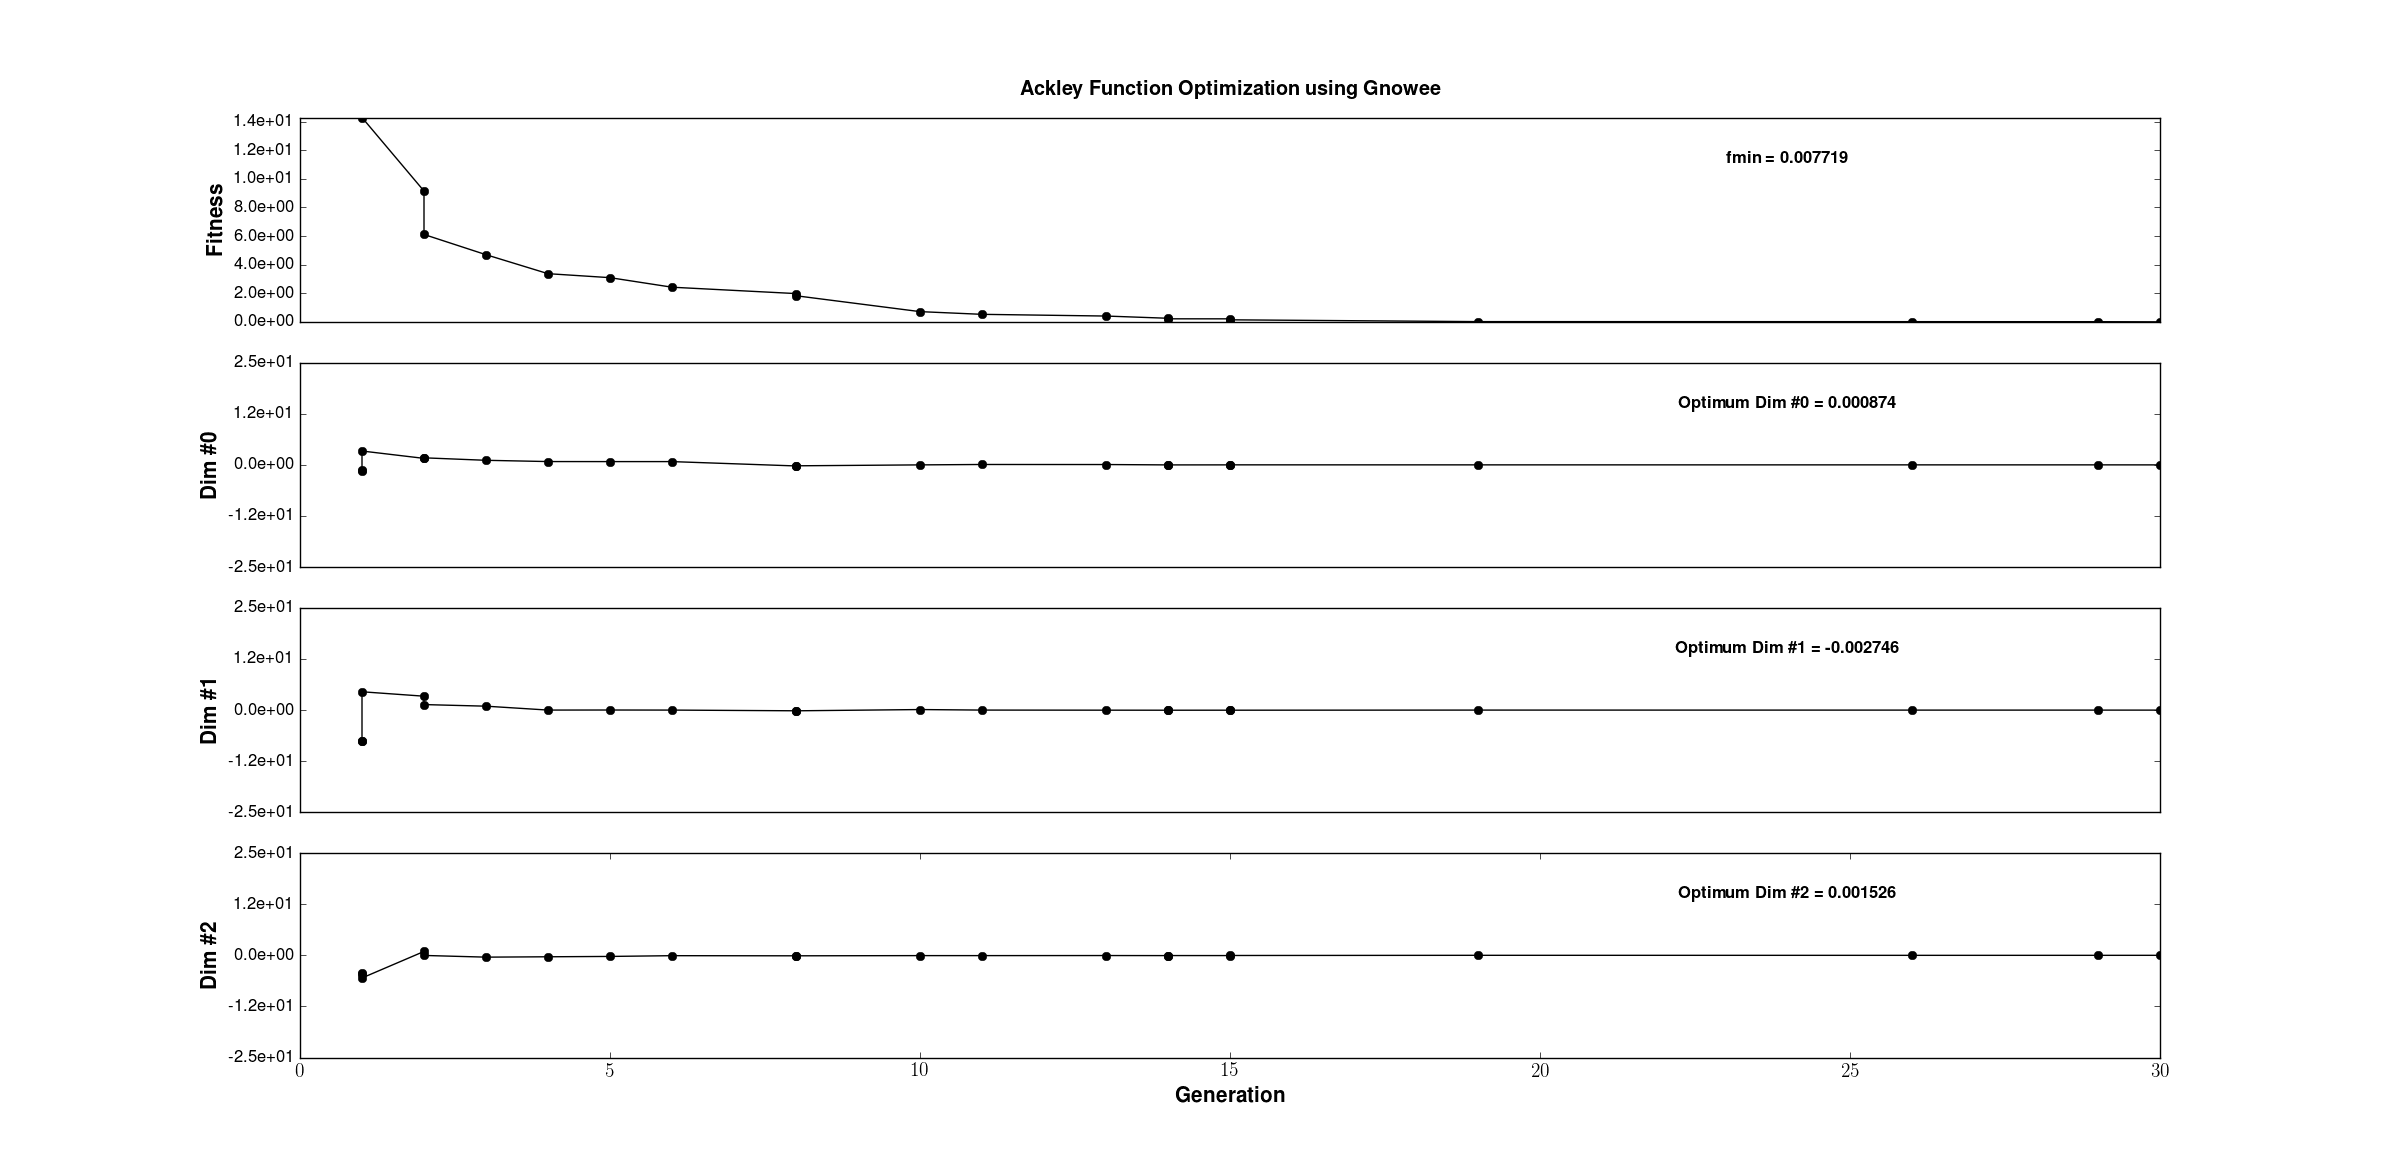 Ackley Function Optimization using Gnowee
1.4e+01
1.2e+01
1.0e+01
8.0e+00
6.0e+00
4.0e+00
2.0e+00
0.0e+00
Fitness
fmin = 0.007719
2.5e+01
1.2e+01
0.0e+00
-1.2e+01
-2.5e+01
Dim #0
Optimum Dim #0 = 0.000874
2.5e+01
1.2e+01
0.0e+00
-1.2e+01
-2.5e+01
Dim #1
Optimum Dim #1 = -0.002746
2.5e+01
1.2e+01
0.0e+00
-1.2e+01
-2.5e+01
Dim #2
Optimum Dim #2 = 0.001526
0 5 10 15 20 25 30
Generation